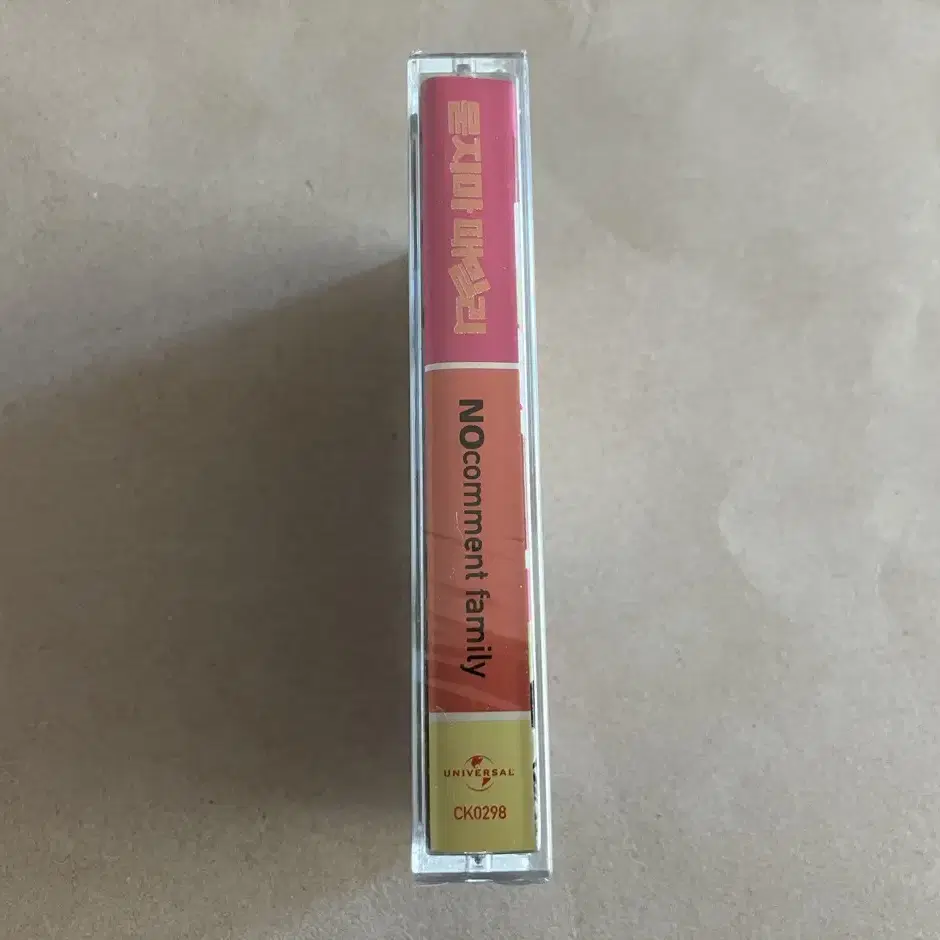 묻지마 패밀리
NOcomment family
UNIVERSAL
CK0298